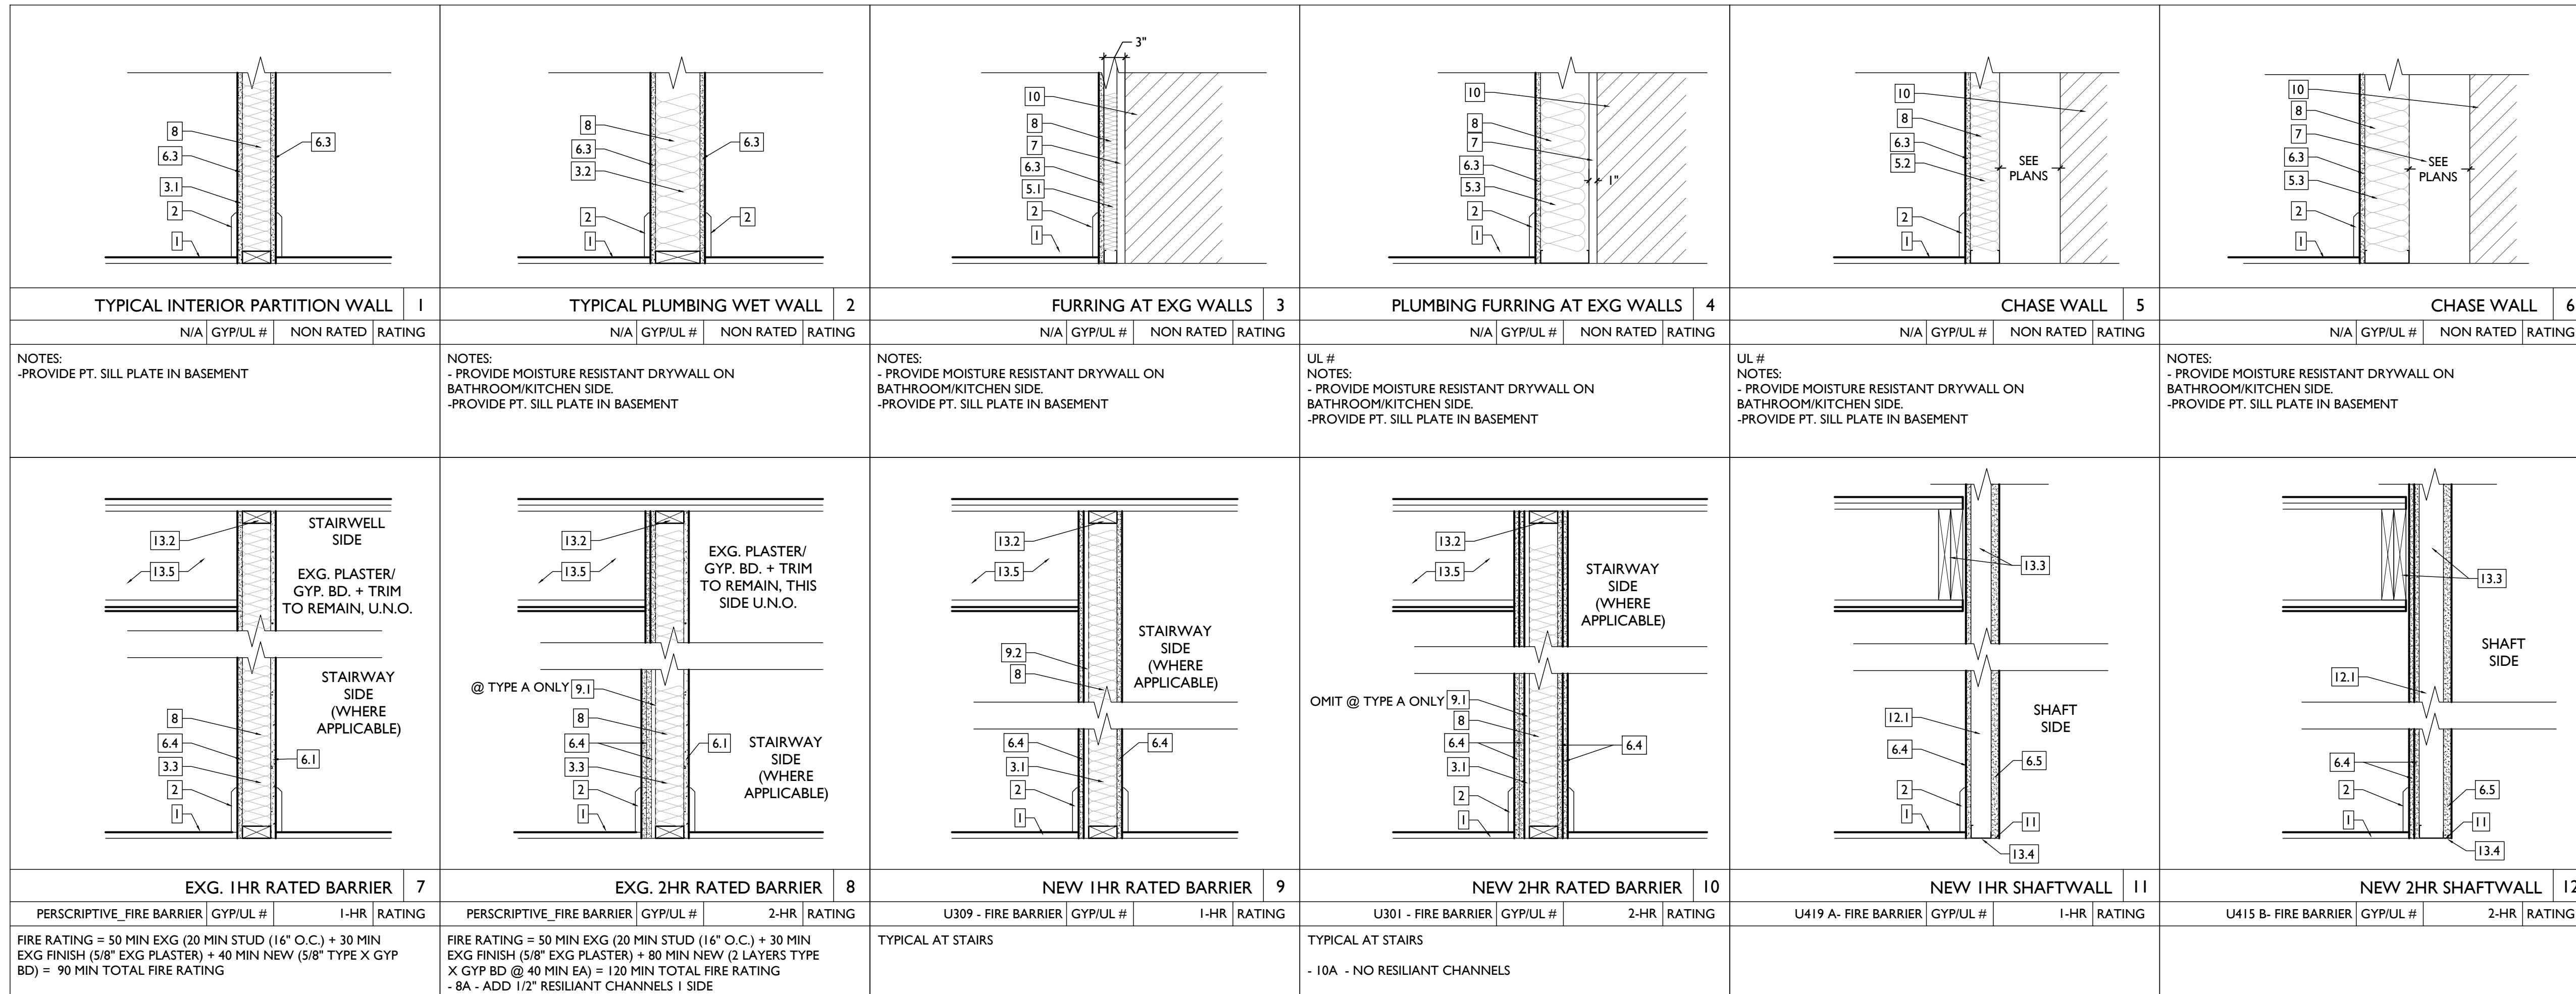 3"
8
6.3
3.1
2
1
6.3
8
6.3
3.2
2
1
6.3
2
10
8
7
6.3
5.1
2
1
10
8
7
6.3
5.3
2
1
1"
10
8
6.3
5.2
2
1
SEE
PLANS
10
8
7
6.3
5.3
2
1
SEE
PLANS
TYPICAL INTERIOR PARTITION WALL 1
N/A GYP/UL # NON RATED RATING
NOTES:
-PROVIDE PT. SILL PLATE IN BASEMENT
TYPICAL PLUMBING WET WALL 2
N/A GYP/UL # NON RATED RATING
NOTES:
- PROVIDE MOISTURE RESISTANT DRYWALL ON
BATHROOM/KITCHEN SIDE.
-PROVIDE PT. SILL PLATE IN BASEMENT
FURRING AT EXG WALLS 3
N/A GYP/UL # NON RATED RATING
NOTES:
- PROVIDE MOISTURE RESISTANT DRYWALL ON
BATHROOM/KITCHEN SIDE.
-PROVIDE PT. SILL PLATE IN BASEMENT
PLUMBING FURRING AT EXG WALLS 4
N/A GYP/UL # NON RATED RATING
UL #
NOTES:
- PROVIDE MOISTURE RESISTANT DRYWALL ON
BATHROOM/KITCHEN SIDE.
-PROVIDE PT. SILL PLATE IN BASEMENT
CHASE WALL 5
N/A GYP/UL # NON RATED RATING
UL #
NOTES:
- PROVIDE MOISTURE RESISTANT DRYWALL ON
BATHROOM/KITCHEN SIDE.
-PROVIDE PT. SILL PLATE IN BASEMENT
CHASE WALL 6
N/A GYP/UL # NON RATED RATING
NOTES:
- PROVIDE MOISTURE RESISTANT DRYWALL ON
BATHROOM/KITCHEN SIDE.
-PROVIDE PT. SILL PLATE IN BASEMENT
13.2
13.5
STAIRWELL
SIDE
EXG. PLASTER/
GYP. BD. + TRIM
TO REMAIN, U.N.O.
STAIRWAY
SIDE
(WHERE
APPLICABLE)
8
6.4
3.3
2
1
6.1
EXG. 1HR RATED BARRIER 7
PERSCRIPTIVE_FIRE BARRIER GYP/UL # 1-HR RATING
FIRE RATING = 50 MIN EXG (20 MIN STUD (16" O.C.) + 30 MIN
EXG FINISH (5/8" EXG PLASTER) + 40 MIN NEW (5/8" TYPE X GYP
BD) = 90 MIN TOTAL FIRE RATING
13.2
13.5
EXG. PLASTER/
GYP. BD. + TRIM
TO REMAIN, THIS
SIDE U.N.O.
@ TYPE A ONLY 9.1
8
6.4
3.3
2
1
6.1
STAIRWAY
SIDE
(WHERE
APPLICABLE)
EXG. 2HR RATED BARRIER 8
PERSCRIPTIVE_FIRE BARRIER GYP/UL # 2-HR RATING
FIRE RATING = 50 MIN EXG (20 MIN STUD (16" O.C.) + 30 MIN
EXG FINISH (5/8" EXG PLASTER) + 80 MIN NEW (2 LAYERS TYPE
X GYP BD @ 40 MIN EA) = 120 MIN TOTAL FIRE RATING
- 8A - ADD 1/2" RESILIANT CHANNELS 1 SIDE
13.2
13.5
STAIRWAY
SIDE
(WHERE
APPLICABLE)
9.2
8
6.4
3.1
2
1
6.4
NEW 1HR RATED BARRIER 9
U309 - FIRE BARRIER GYP/UL # 1-HR RATING
TYPICAL AT STAIRS
13.2
13.5
STAIRWAY
SIDE
(WHERE
APPLICABLE)
OMIT @ TYPE A ONLY 9.1
8
6.4
3.1
2
1
6.4
NEW 2HR RATED BARRIER 10
U301 - FIRE BARRIER GYP/UL # 2-HR RATING
TYPICAL AT STAIRS
- 10A - NO RESILIANT CHANNELS
13.3
12.1
SHAFT
SIDE
6.4
6.5
2
1
11
13.4
NEW 1HR SHAFTWALL 11
U419 A- FIRE BARRIER GYP/UL # 1-HR RATING
13.3
SHAFT
SIDE
12.1
6.4
2
6.5
1
11
13.4
NEW 2HR SHAFTWALL 12
U415 B- FIRE BARRIER GYP/UL # 2-HR RATING